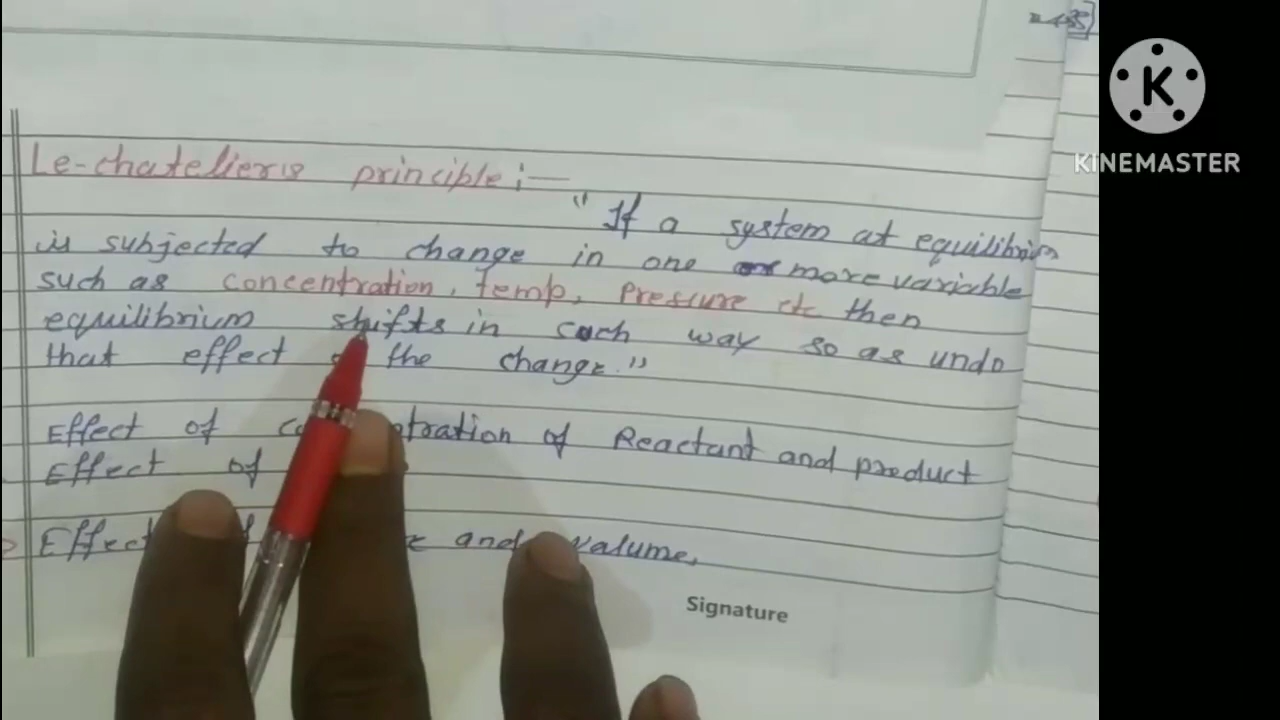 Le-chatelier's principle:—
"If a system at equilibrium
is subjected to change in one or more variable
such as concentration, temp, pressure etc then
equilibrium shifts in such way so as undo
that effect the change."
Effect of of Reactant and product
Effect of
Effect and valume,
Signature
K
KINEMASTER